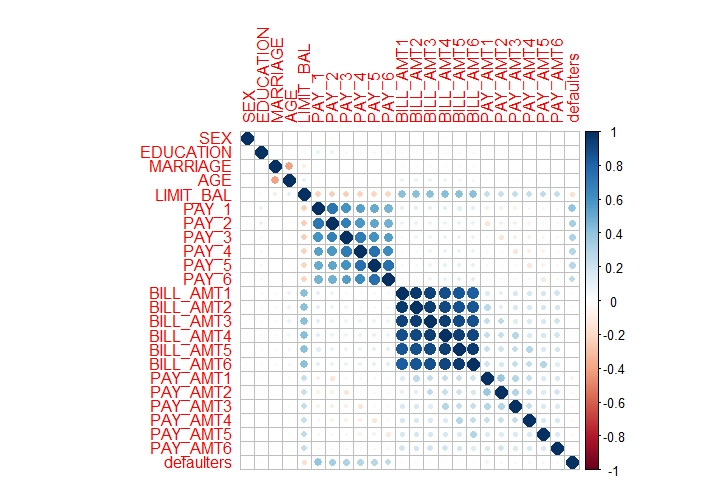 SEX
EDUCATION
MARRIAGE
AGE
LIMIT_BAL
PAY_1
PAY_2
PAY_3
PAY_4
PAY_5
PAY_6
BILL_AMT1
BILL_AMT2
BILL_AMT3
BILL_AMT4
BILL_AMT5
BILL_AMT6
PAY_AMT1
PAY_AMT2
PAY_AMT3
PAY_AMT4
PAY_AMT5
PAY_AMT6
defaulters
SEX
EDUCATION
MARRIAGE
AGE
LIMIT_BAL
PAY_1
PAY_2
PAY_3
PAY_4
PAY_5
PAY_6
BILL_AMT1
BILL_AMT2
BILL_AMT3
BILL_AMT4
BILL_AMT5
BILL_AMT6
PAY_AMT1
PAY_AMT2
PAY_AMT3
PAY_AMT4
PAY_AMT5
PAY_AMT6
defaulters
1
0.8
0.6
0.4
0.2
0
-0.2
-0.4
-0.6
-0.8
-1